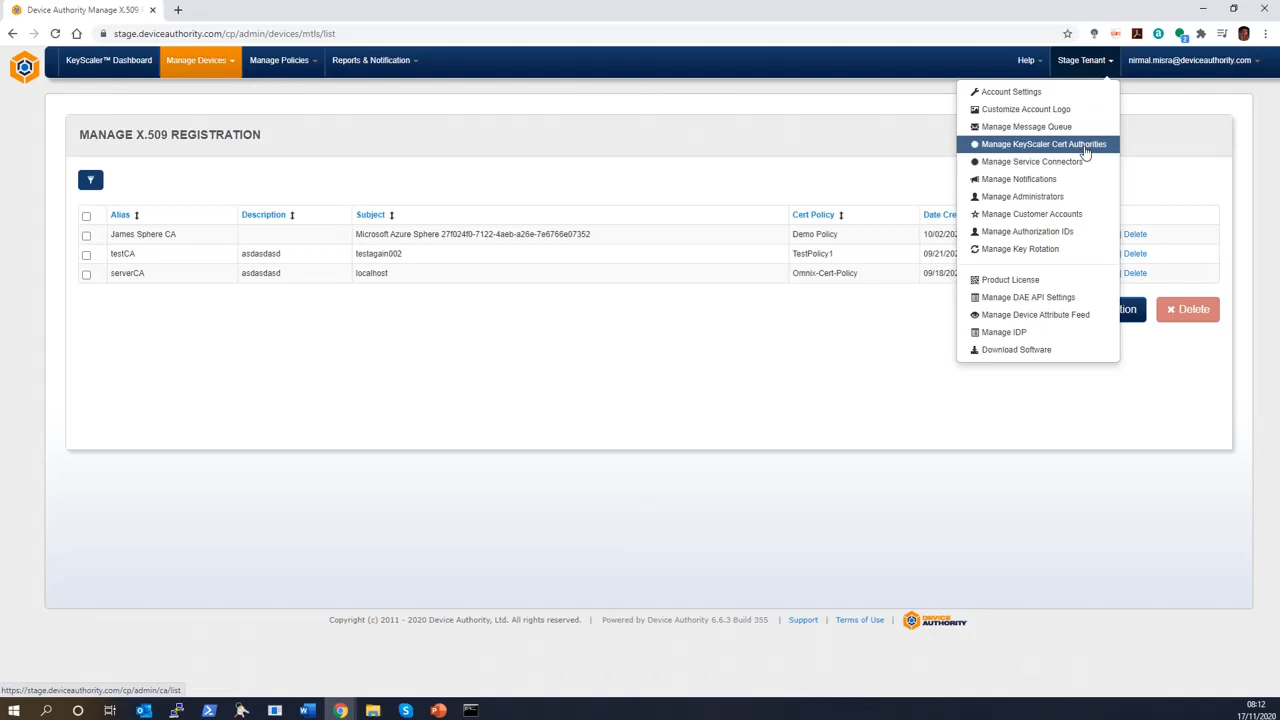 Device Authority Manage X.509
stage.deviceauthority.com/cp/admin/devices/mtls/list
KeyScaler™ Dashboard
Manage Devices
Manage Policies
Reports & Notification
Help
Stage Tenant
nirmal.misra@deviceauthority.com
Account Settings
Customize Account Logo
Manage Message Queue
Manage KeyScaler Cert Authorities
Manage Service Connectors
Manage Notifications
Manage Administrators
Manage Customer Accounts
Manage Authorization IDs
Manage Key Rotation
Product License
Manage DAE API Settings
Manage Device Attribute Feed
Manage IDP
Download Software
MANAGE X.509 REGISTRATION
Alias Description Subject Cert Policy Date Cre
James Sphere CA Microsoft Azure Sphere 27f024f0-7122-4aeb-a26e-7e6766e07352 Demo Policy 10/02/202 | Delete
testCA asdasdasd testagain002 TestPolicy1 09/21/202 | Delete
serverCA asdasdasd localhost Omnix-Cert-Policy 09/18/202 | Delete
tion
Delete
Copyright (c) 2011 - 2020 Device Authority, Ltd. All rights reserved. | Powered by Device Authority 6.6.3 Build 355 | Support | Terms of Use |
DEVICE
AUTHORITY
https://stage.deviceauthority.com/cp/admin/ca/list
08:12
17/11/2020